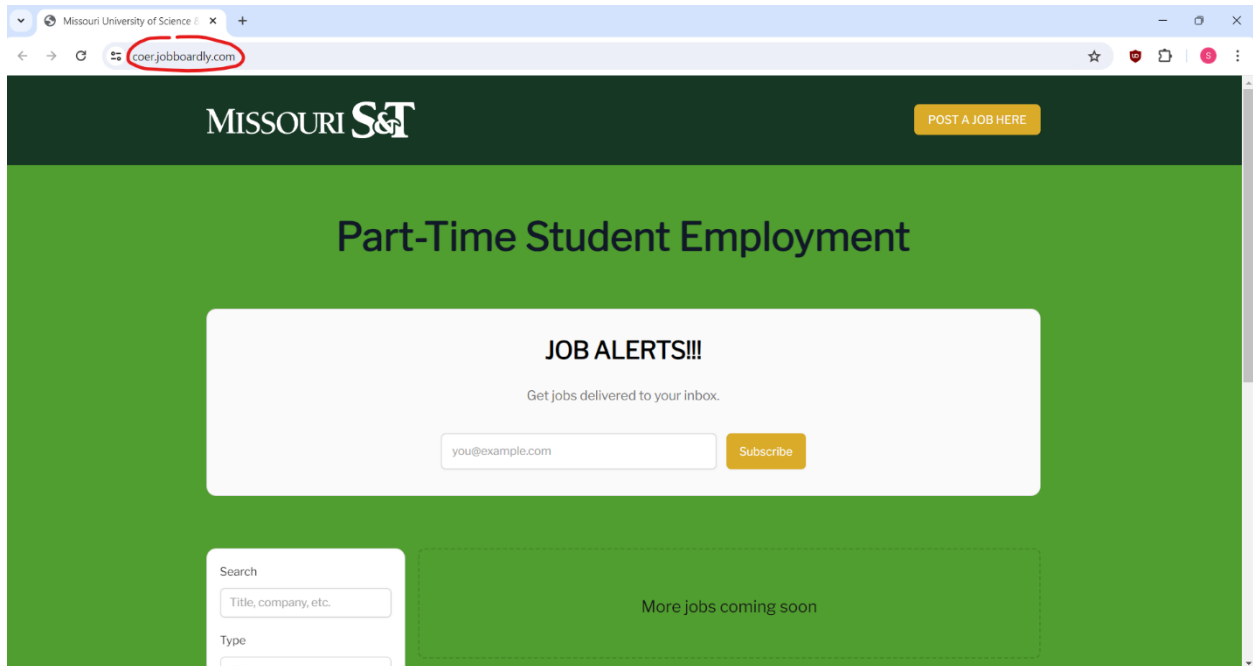 Missouri University of Science &
coer.jobboardly.com
S
MISSOURI S&T
POST A JOB HERE
Part-Time Student Employment
JOB ALERTS!!!
Get jobs delivered to your inbox.
you@example.com
Subscribe
Search
Title, company, etc.
More jobs coming soon
Type